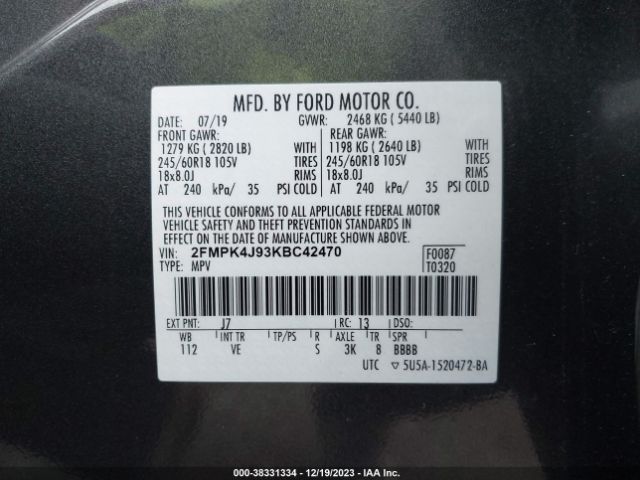 MFD. BY FORD MOTOR CO.
DATE: 07/19 GVWR: 2468 KG ( 5440 LB)
FRONT GAWR: REAR GAWR:
1279 KG ( 2820 LB) WITH 1198 KG ( 2640 LB) WITH
245/60R18 105V TIRES 245/60R18 105V TIRES
18x8.0J RIMS 18x8.0J RIMS
AT 240 kPa/ 35 PSI COLD AT 240 kPa/ 35 PSI COLD
THIS VEHICLE CONFORMS TO ALL APPLICABLE FEDERAL MOTOR
VEHICLE SAFETY AND THEFT PREVENTION STANDARDS IN
EFFECT ON THE DATE OF MANUFACTURE SHOWN ABOVE.
VIN: 2FMPK4J93KBC42470 F0087
TYPE: MPV T0320
EXT PNT: J7 RC: 13 DSO:
WB INT TR TP/PS R AXLE TR SPR
112 VE S 3K 8 BBBB
UTC ▽ 5U5A-1520472-BA
© COPART - 38331334 - 12/19/2023 - IAA Inc.